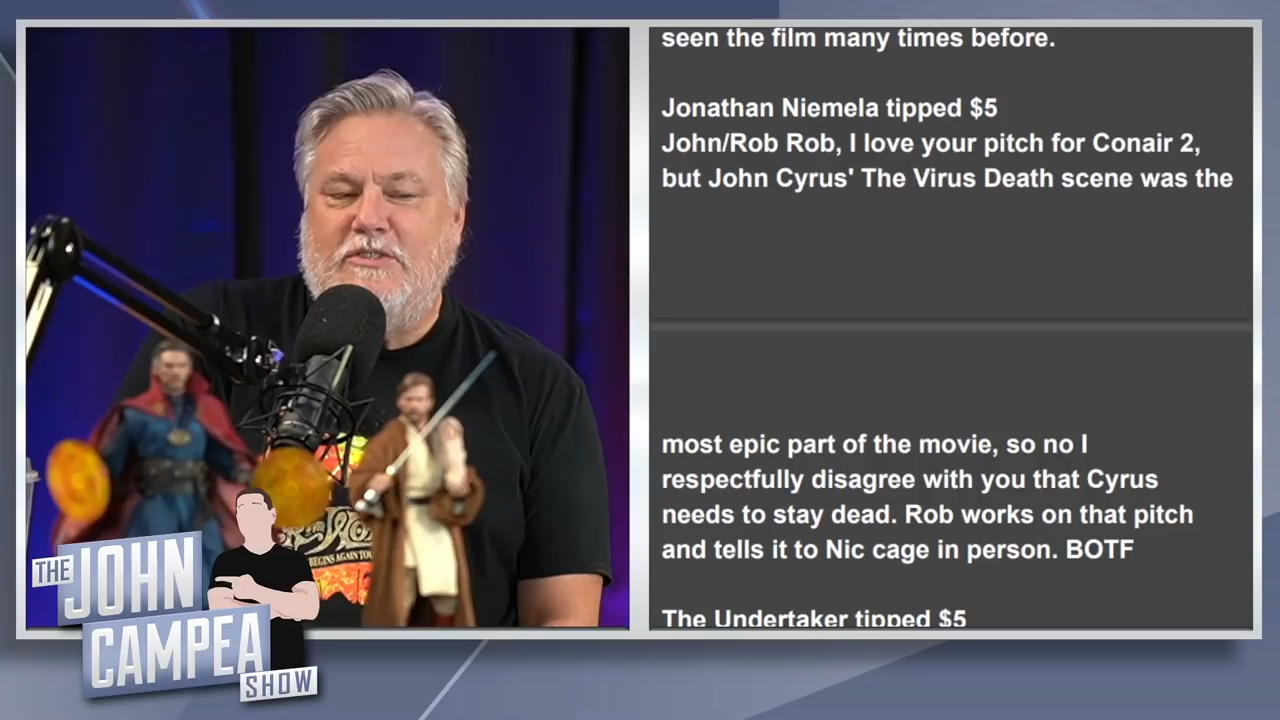 seen the film many times before.
Jonathan Niemela tipped $5
John/Rob Rob, I love your pitch for Conair 2,
but John Cyrus' The Virus Death scene was the
most epic part of the movie, so no I
respectfully disagree with you that Cyrus
needs to stay dead. Rob works on that pitch
and tells it to Nic cage in person. BOTF
The Undertaker tipped $5
BEGINS AGAIN TOU
THE
JOHN
CAMPEA
SHOW